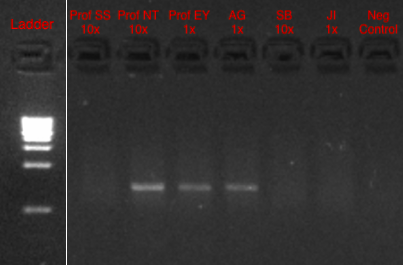 Ladder
Prof SS
10x
Prof NT
10x
Prof EY
1x
AG
1x
SB
10x
JI
1x
Neg
Control